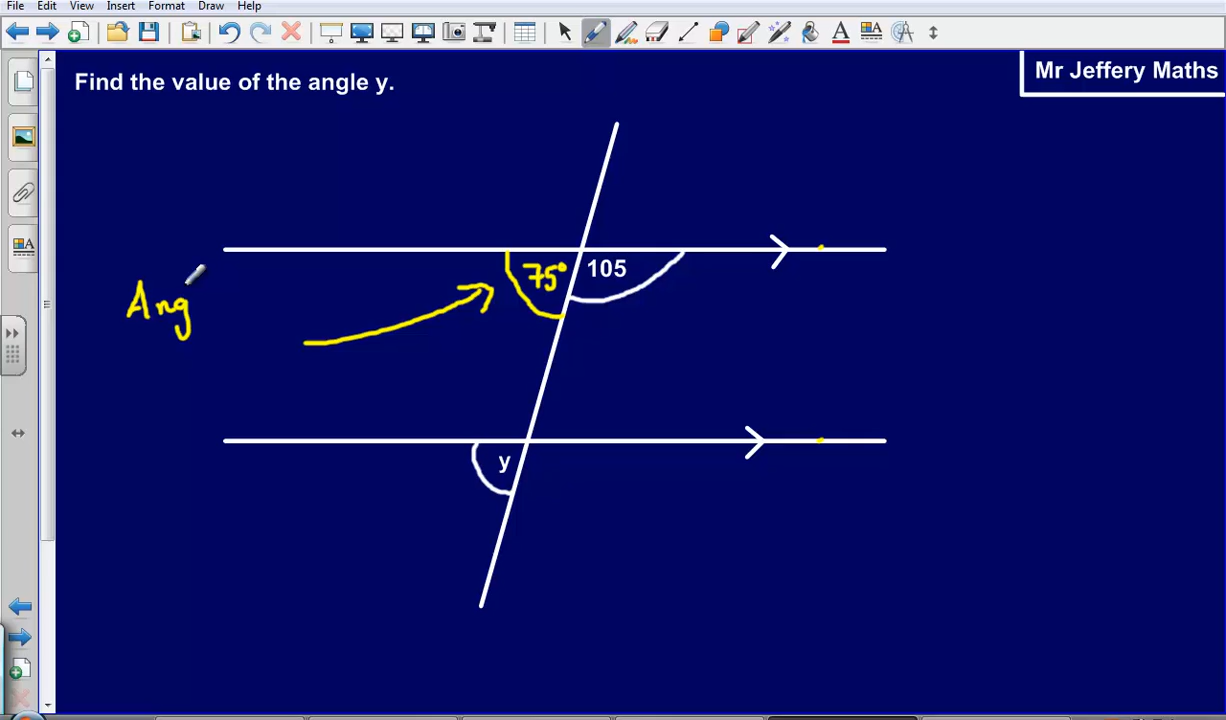 File Edit View Insert Format Draw Help
Find the value of the angle y.
Mr Jeffery Maths
75° 105
Ang
y